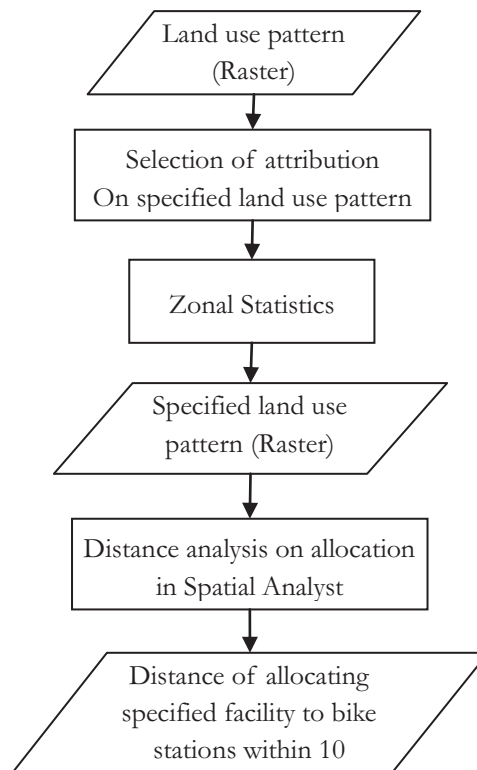 Land use pattern
(Raster)
Selection of attribution
On specified land use pattern
Zonal Statistics
Specified land use
pattern (Raster)
Distance analysis on allocation
in Spatial Analyst
Distance of allocating
specified facility to bike
stations within 10